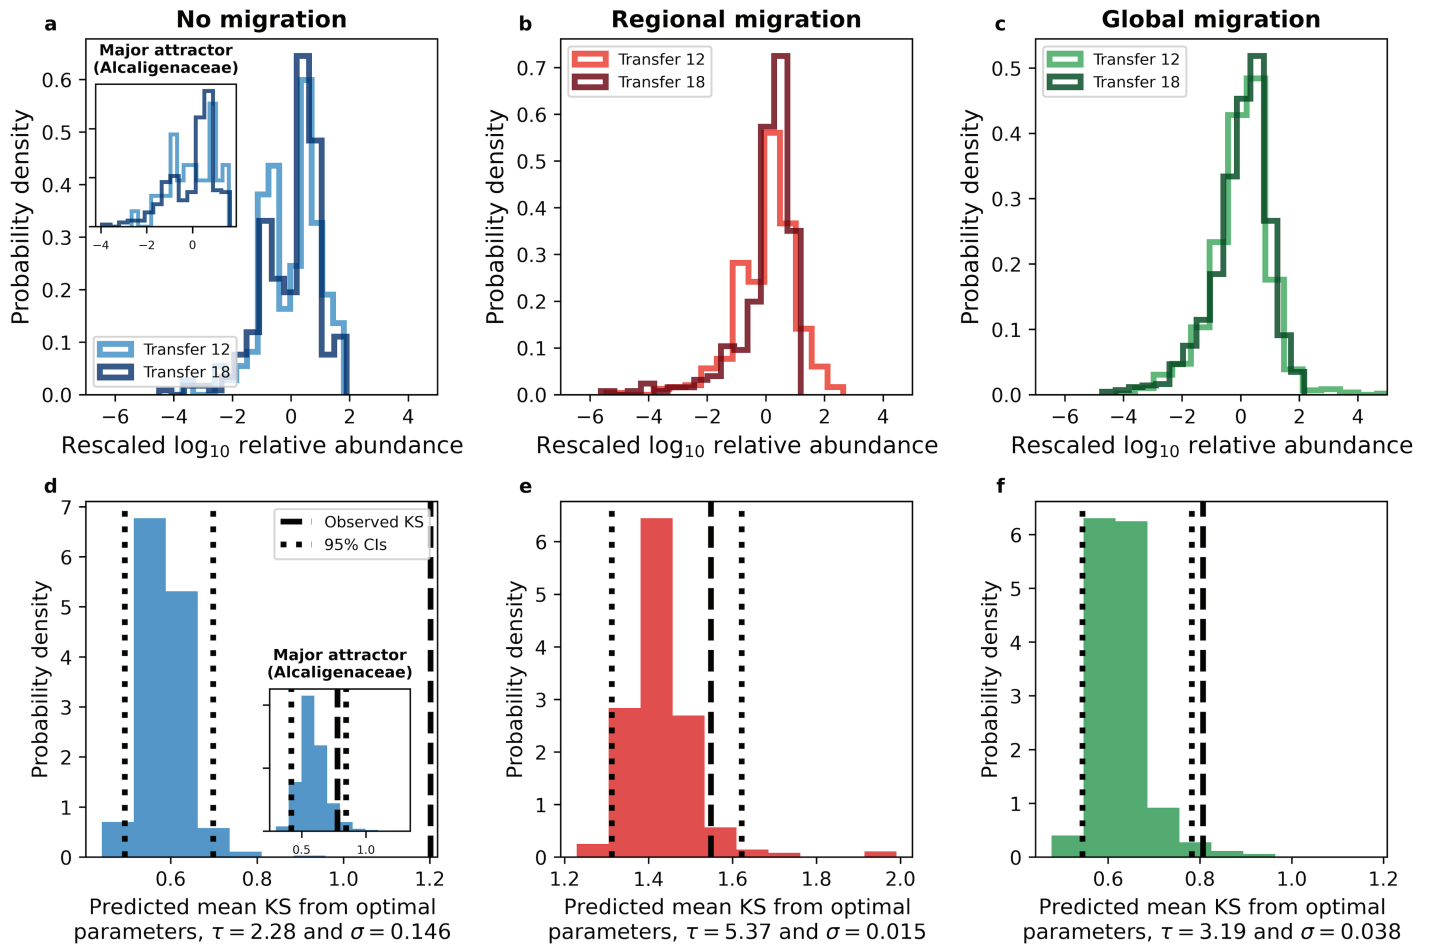 a
No migration
Major attractor
(Alcaligenaceae)
−4 −2 0
Transfer 12
Transfer 18
0.0 0.1 0.2 0.3 0.4 0.5 0.6
Probability density
−6 −4 −2 0 2 4
Rescaled log₁₀ relative abundance
b
Regional migration
Transfer 12
Transfer 18
0.0 0.1 0.2 0.3 0.4 0.5 0.6 0.7
Probability density
−6 −4 −2 0 2 4
Rescaled log₁₀ relative abundance
c
Global migration
Transfer 12
Transfer 18
0.0 0.1 0.2 0.3 0.4 0.5
Probability density
−6 −4 −2 0 2 4
Rescaled log₁₀ relative abundance
d
Observed KS
95% CIs
Major attractor
(Alcaligenaceae)
0.5 1.0
0 1 2 3 4 5 6 7
Probability density
0.6 0.8 1.0 1.2
Predicted mean KS from optimal
parameters, τ = 2.28 and σ = 0.146
e
0 1 2 3 4 5 6
Probability density
1.2 1.4 1.6 1.8 2.0
Predicted mean KS from optimal
parameters, τ = 5.37 and σ = 0.015
f
0 1 2 3 4 5 6
Probability density
0.6 0.8 1.0 1.2
Predicted mean KS from optimal
parameters, τ = 3.19 and σ = 0.038